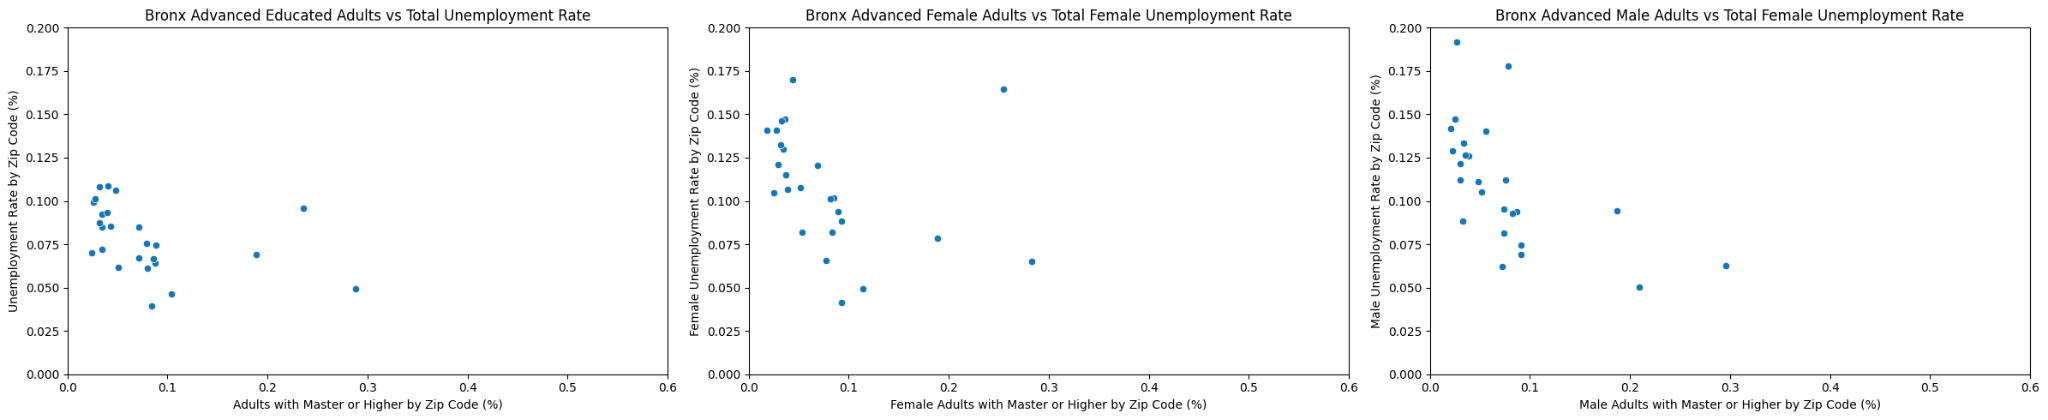 Bronx Advanced Educated Adults vs Total Unemployment Rate
Unemployment Rate by Zip Code (%)
0.200
0.175
0.150
0.125
0.100
0.075
0.050
0.025
0.000
0.0 0.1 0.2 0.3 0.4 0.5 0.6
Adults with Master or Higher by Zip Code (%)
Bronx Advanced Female Adults vs Total Female Unemployment Rate
Female Unemployment Rate by Zip Code (%)
0.200
0.175
0.150
0.125
0.100
0.075
0.050
0.025
0.000
0.0 0.1 0.2 0.3 0.4 0.5 0.6
Female Adults with Master or Higher by Zip Code (%)
Bronx Advanced Male Adults vs Total Female Unemployment Rate
Male Unemployment Rate by Zip Code (%)
0.200
0.175
0.150
0.125
0.100
0.075
0.050
0.025
0.000
0.0 0.1 0.2 0.3 0.4 0.5 0.6
Male Adults with Master or Higher by Zip Code (%)